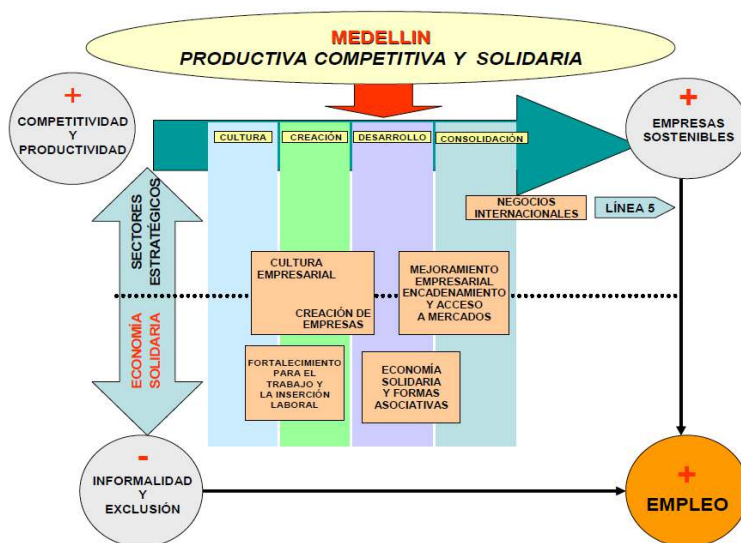 MEDELLIN
PRODUCTIVA COMPETITIVA Y SOLIDARIA
+
COMPETITIVIDAD
Y
PRODUCTIVIDAD
CULTURA
CREACIÓN
DESARROLLO
CONSOLIDACIÓN
+
EMPRESAS
SOSTENIBLES
NEGOCIOS
INTERNACIONALES
LÍNEA 5
SECTORES
ESTRATÉGICOS
ECONOMÍA
SOLIDARIA
CULTURA
EMPRESARIAL
CREACIÓN DE
EMPRESAS
MEJORAMIENTO
EMPRESARIAL
ENCADENAMIENTO
Y ACCESO
A MERCADOS
FORTALECIMIENTO
PARA EL
TRABAJO Y
LA INSERCIÓN
LABORAL
ECONOMÍA
SOLIDARIA
Y FORMAS
ASOCIATIVAS
-
INFORMALIDAD
Y
EXCLUSIÓN
+
EMPLEO